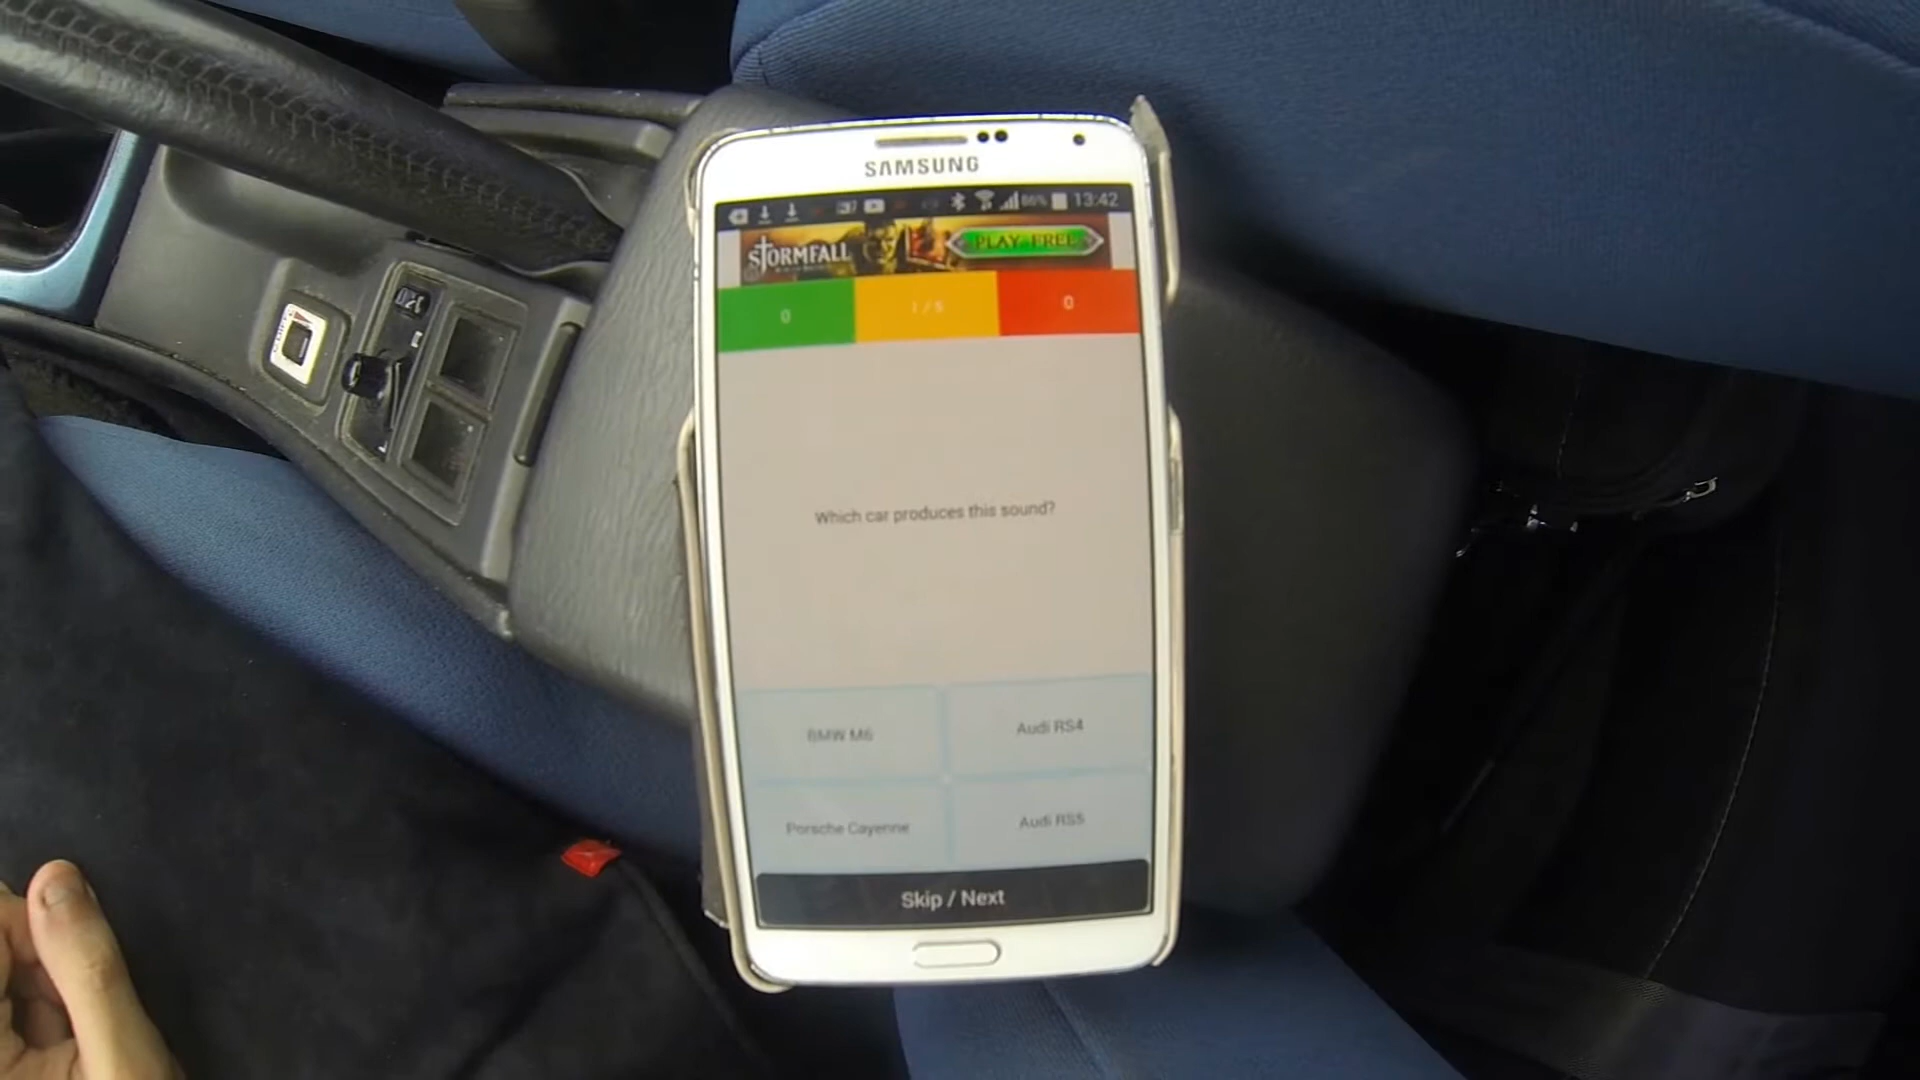 SAMSUNG
86% 13:42
STORMFALL
PLAY FREE
0
1 / 5
0
Which car produces this sound?
BMW M6
Audi RS4
Porsche Cayenne
Audi RS5
Skip / Next